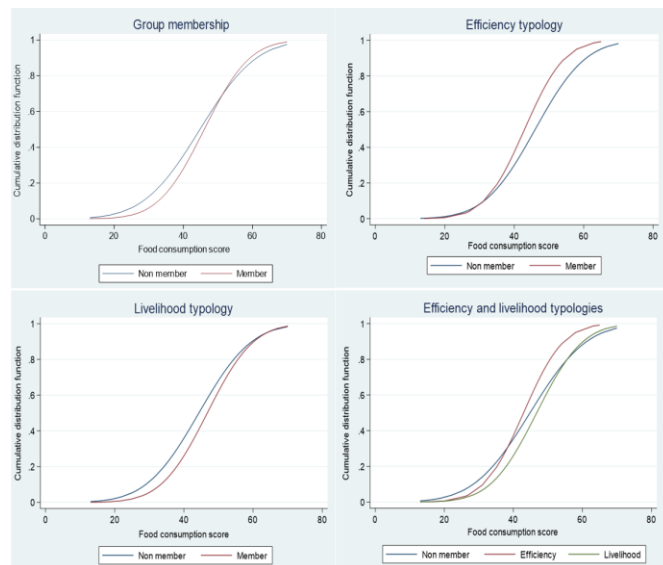 Group membership
Cumulative distribution function
1
.8
.6
.4
.2
0
0 20 40 60 80
Food consumption score
Non member Member
Efficiency typology
Cumulative distribution function
1
.8
.6
.4
.2
0
0 20 40 60 80
Food consumption score
Non member Member
Livelihood typology
Cumulative distribution function
1
.8
.6
.4
.2
0
0 20 40 60 80
Food consumption score
Non member Member
Efficiency and livelihood typologies
Cumulative distribution function
1
.8
.6
.4
.2
0
0 20 40 60 80
Food consumption score
Non member Efficiency Livelihood